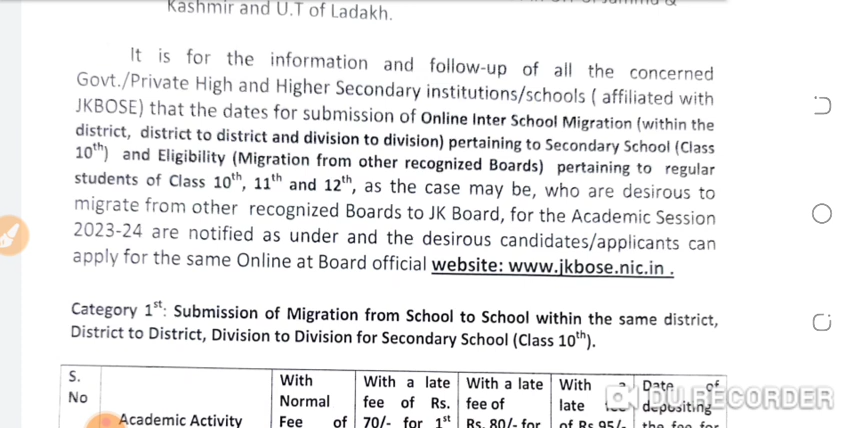 Kashmir and U.T of Ladakh.
It is for the information and follow-up of all the concerned
Govt./Private High and Higher Secondary institutions/schools ( affiliated with
JKBOSE) that the dates for submission of Online Inter School Migration (within the
district, district to district and division to division) pertaining to Secondary School (Class
10th) and Eligibility (Migration from other recognized Boards) pertaining to regular
students of Class 10th, 11th and 12th, as the case may be, who are desirous to
migrate from other recognized Boards to JK Board, for the Academic Session
2023-24 are notified as under and the desirous candidates/applicants can
apply for the same Online at Board official website: www.jkbose.nic.in .
Category 1st: Submission of Migration from School to School within the same district,
District to District, Division to Division for Secondary School (Class 10th).
S.
No
Academic Activity
With
Normal
Fee of
With a late
fee of Rs.
70/- for 1st
With a late
fee of
Rs. 80/- for
With a
late fee
of Rs 95/-
Date of
depositing
the fee for
DU RECORDER